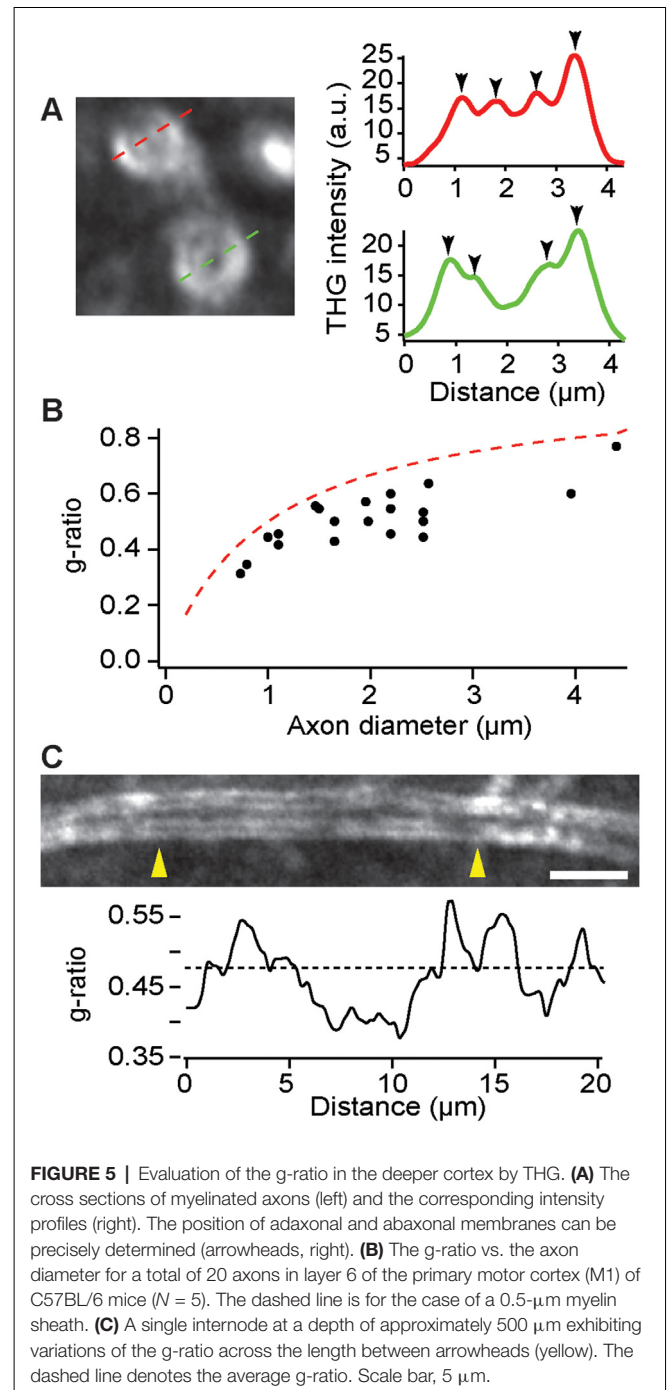 A
THG intensity (a.u.)
25
20
15
10
5
0 1 2 3 4
20
15
10
5
0 1 2 3 4
Distance (µm)
B
g-ratio
0.8
0.6
0.4
0.2
0.0
0 1 2 3 4
Axon diameter (µm)
C
g-ratio
0.55
0.45
0.35
0 5 10 15 20
Distance (µm)
FIGURE 5 | Evaluation of the g-ratio in the deeper cortex by THG. (A) The
cross sections of myelinated axons (left) and the corresponding intensity
profiles (right). The position of adaxonal and abaxonal membranes can be
precisely determined (arrowheads, right). (B) The g-ratio vs. the axon
diameter for a total of 20 axons in layer 6 of the primary motor cortex (M1) of
C57BL/6 mice (N = 5). The dashed line is for the case of a 0.5-µm myelin
sheath. (C) A single internode at a depth of approximately 500 µm exhibiting
variations of the g-ratio across the length between arrowheads (yellow). The
dashed line denotes the average g-ratio. Scale bar, 5 µm.